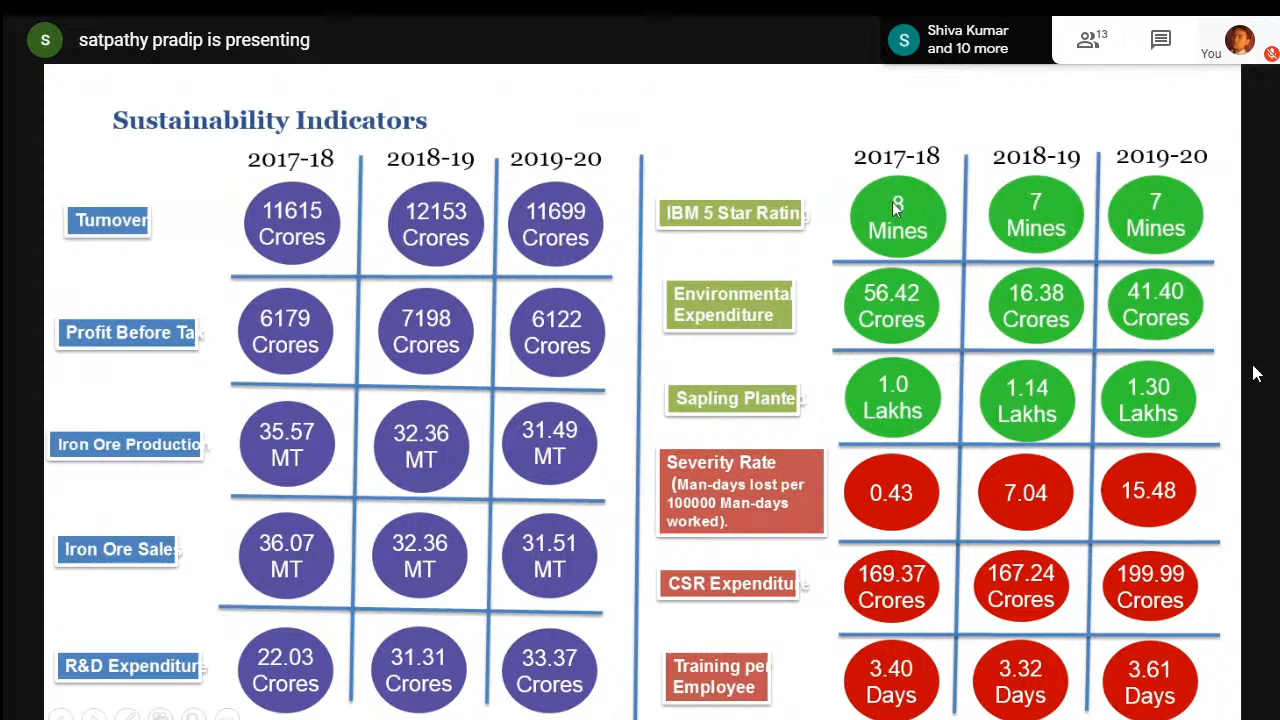 S
satpathy pradip is presenting
S
Shiva Kumar
and 10 more
13
You
Sustainability Indicators
2017-18 2018-19 2019-20
Turnover
11615
Crores
12153
Crores
11699
Crores
Profit Before Tax
6179
Crores
7198
Crores
6122
Crores
Iron Ore Production
35.57
MT
32.36
MT
31.49
MT
Iron Ore Sales
36.07
MT
32.36
MT
31.51
MT
R&D Expenditure
22.03
Crores
31.31
Crores
33.37
Crores
2017-18 2018-19 2019-20
IBM 5 Star Rating
8
Mines
7
Mines
7
Mines
Environmental
Expenditure
56.42
Crores
16.38
Crores
41.40
Crores
Sapling Planted
1.0
Lakhs
1.14
Lakhs
1.30
Lakhs
Severity Rate
(Man-days lost per
100000 Man-days
worked).
0.43
7.04
15.48
CSR Expenditure
169.37
Crores
167.24
Crores
199.99
Crores
Training per
Employee
3.40
Days
3.32
Days
3.61
Days